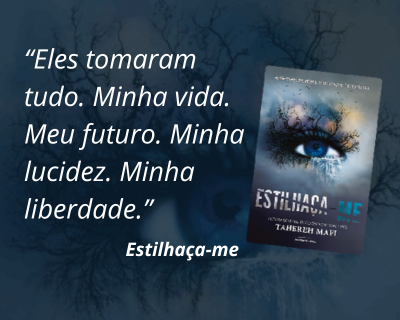 “Eles tomaram
tudo. Minha vida.
Meu futuro. Minha
lucidez. Minha
liberdade.”
Estilhaça-me
ESTILHAÇA ME
TAHEREH MAFI